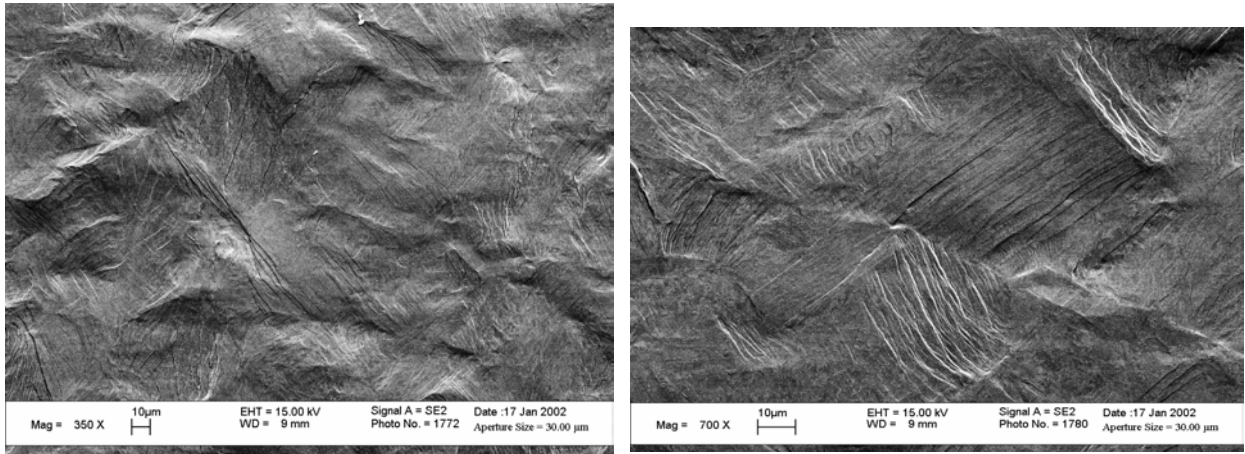 10µm EHT = 15.00 kV Signal A = SE2 Date :17 Jan 2002
Mag = 350 X WD = 9 mm Photo No. = 1772 Aperture Size = 30.00 µm
10µm EHT = 15.00 kV Signal A = SE2 Date :17 Jan 2002
Mag = 700 X WD = 9 mm Photo No. = 1780 Aperture Size = 30.00 µm